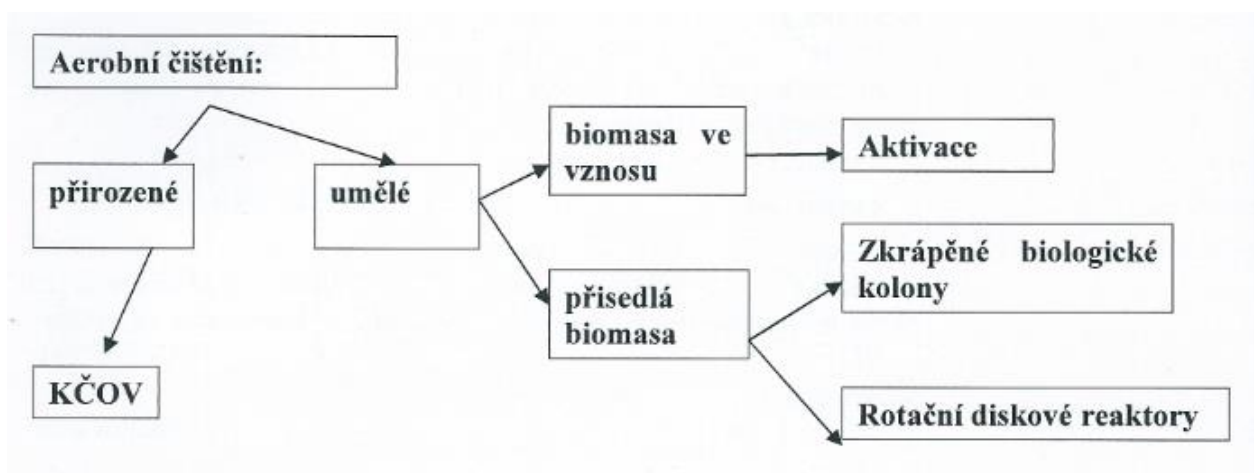 Aerobní čištění:
přirozené
umělé
biomasa ve
vznosu
Aktivace
přisedlá
biomasa
Zkrápěné biologické
kolony
KČOV
Rotační diskové reaktory